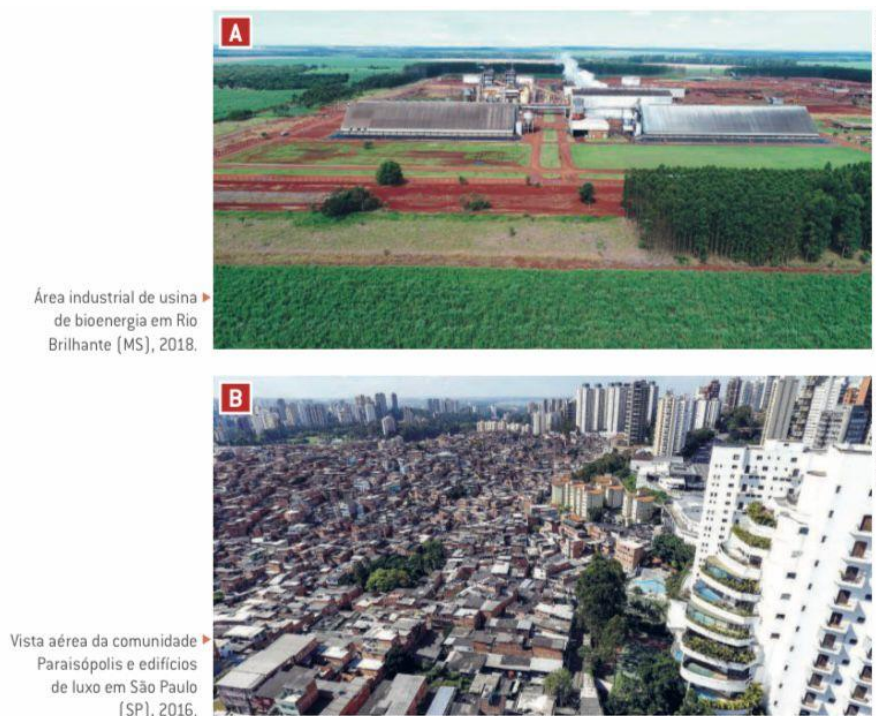 A
Área industrial de usina
de bioenergia em Rio
Brilhante (MS), 2018.
B
Vista aérea da comunidade
Paraisópolis e edifícios
de luxo em São Paulo
(SP), 2016.